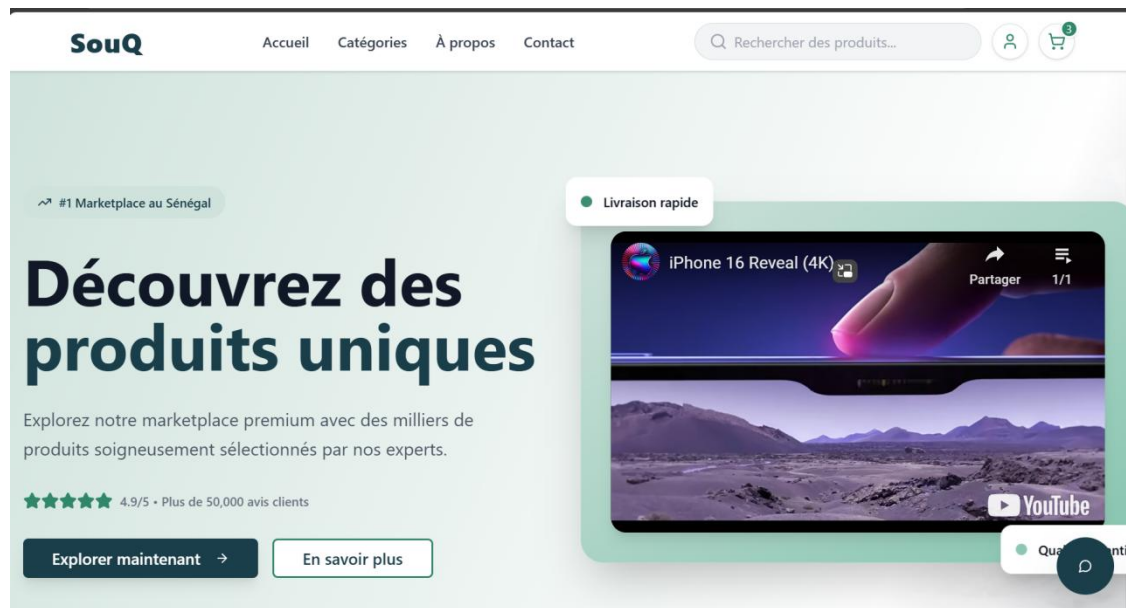 SouQ
Accueil
Catégories
À propos
Contact
Rechercher des produits...
3
#1 Marketplace au Sénégal
Découvrez des
produits uniques
Explorez notre marketplace premium avec des milliers de
produits soigneusement sélectionnés par nos experts.
4.9/5 • Plus de 50,000 avis clients
Explorer maintenant →
En savoir plus
Livraison rapide
iPhone 16 Reveal (4K)
Partager
1/1
YouTube